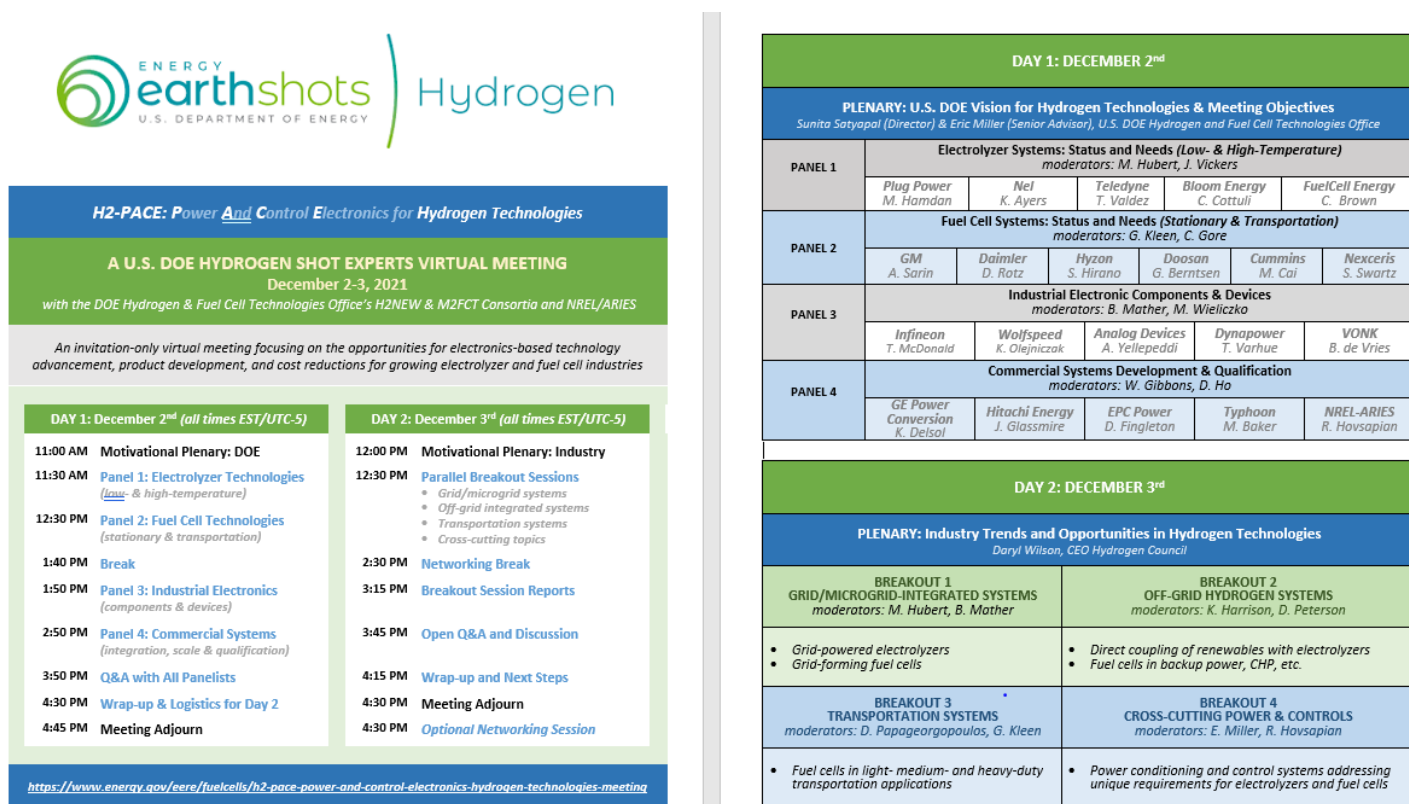 ENERGY
earthshots
U.S. DEPARTMENT OF ENERGY
Hydrogen
H2-PACE: Power And Control Electronics for Hydrogen Technologies
A U.S. DOE HYDROGEN SHOT EXPERTS VIRTUAL MEETING
December 2-3, 2021
with the DOE Hydrogen & Fuel Cell Technologies Office's H2NEW & M2FCT Consortia and NREL/ARIES
An invitation-only virtual meeting focusing on the opportunities for electronics-based technology
advancement, product development, and cost reductions for growing electrolyzer and fuel cell industries
DAY 1: December 2nd (all times EST/UTC-5)
11:00 AM Motivational Plenary: DOE
11:30 AM Panel 1: Electrolyzer Technologies
(low- & high-temperature)
12:30 PM Panel 2: Fuel Cell Technologies
(stationary & transportation)
1:40 PM Break
1:50 PM Panel 3: Industrial Electronics
(components & devices)
2:50 PM Panel 4: Commercial Systems
(integration, scale & qualification)
3:50 PM Q&A with All Panelists
4:30 PM Wrap-up & Logistics for Day 2
4:45 PM Meeting Adjourn
DAY 2: December 3rd (all times EST/UTC-5)
12:00 PM Motivational Plenary: Industry
12:30 PM Parallel Breakout Sessions
• Grid/microgrid systems
• Off-grid integrated systems
• Transportation systems
• Cross-cutting topics
2:30 PM Networking Break
3:15 PM Breakout Session Reports
3:45 PM Open Q&A and Discussion
4:15 PM Wrap-up and Next Steps
4:30 PM Meeting Adjourn
4:30 PM Optional Networking Session
https://www.energy.gov/eere/fuelcells/h2-pace-power-and-control-electronics-hydrogen-technologies-meeting
DAY 1: DECEMBER 2nd
PLENARY: U.S. DOE Vision for Hydrogen Technologies & Meeting Objectives
Sunita Satyapal (Director) & Eric Miller (Senior Advisor), U.S. DOE Hydrogen and Fuel Cell Technologies Office
PANEL 1
Electrolyzer Systems: Status and Needs (Low- & High-Temperature)
moderators: M. Hubert, J. Vickers
Plug Power Nel Teledyne Bloom Energy FuelCell Energy
M. Hamdan K. Ayers T. Valdez C. Cottuli C. Brown
PANEL 2
Fuel Cell Systems: Status and Needs (Stationary & Transportation)
moderators: G. Kleen, C. Gore
GM Daimler Hyzon Doosan Cummins Nexceris
A. Sarin D. Rotz S. Hirano G. Berntsen M. Cai S. Swartz
PANEL 3
Industrial Electronic Components & Devices
moderators: B. Mather, M. Wieliczko
Infineon Wolfspeed Analog Devices Dynapower VONK
T. McDonald K. Olejniczak A. Yellepeddi T. Varhue B. de Vries
PANEL 4
Commercial Systems Development & Qualification
moderators: W. Gibbons, D. Ho
GE Power
Conversion Hitachi Energy EPC Power Typhoon NREL-ARIES
K. Delsol J. Glassmire D. Fingleton M. Baker R. Hovsapian
DAY 2: DECEMBER 3rd
PLENARY: Industry Trends and Opportunities in Hydrogen Technologies
Daryl Wilson, CEO Hydrogen Council
BREAKOUT 1
GRID/MICROGRID-INTEGRATED SYSTEMS
moderators: M. Hubert, B. Mather
• Grid-powered electrolyzers
• Grid-forming fuel cells
BREAKOUT 2
OFF-GRID HYDROGEN SYSTEMS
moderators: K. Harrison, D. Peterson
• Direct coupling of renewables with electrolyzers
• Fuel cells in backup power, CHP, etc.
BREAKOUT 3
TRANSPORTATION SYSTEMS
moderators: D. Papageorgopoulos, G. Kleen
• Fuel cells in light- medium- and heavy-duty
transportation applications
BREAKOUT 4
CROSS-CUTTING POWER & CONTROLS
moderators: E. Miller, R. Hovsapian
• Power conditioning and control systems addressing
unique requirements for electrolyzers and fuel cells